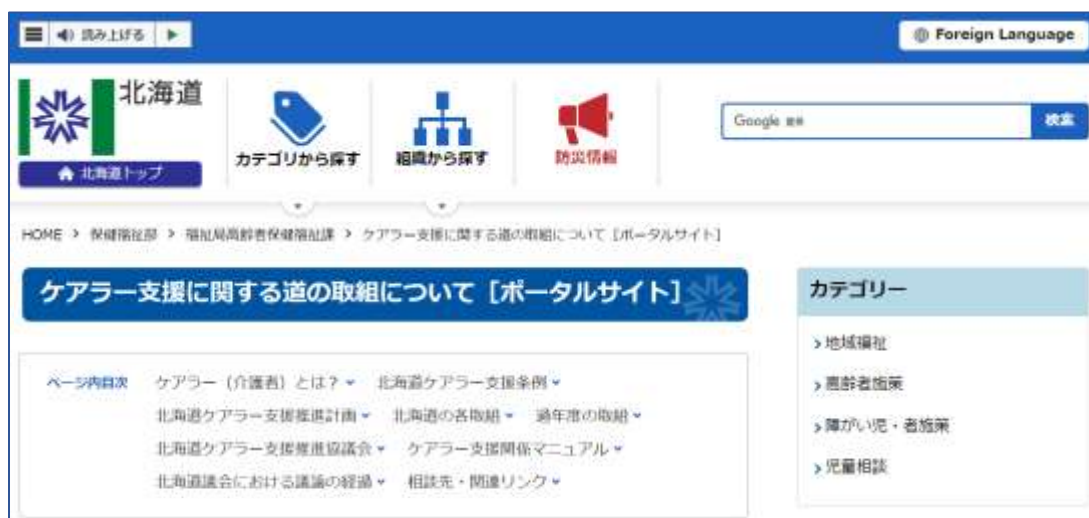 読み上げる
Foreign Language
北海道
北海道トップ
カテゴリから探す
組織から探す
防災情報
Google 検索
検索
HOME > 保健福祉部 > 福祉局高齢者保健福祉課 > ケアラー支援に関する道の取組について［ポータルサイト］
ケアラー支援に関する道の取組について［ポータルサイト］
ページ内目次 ケアラー（介護者）とは？ 北海道ケアラー支援条例
北海道ケアラー支援推進計画 北海道の各取組 過年度の取組
北海道ケアラー支援推進協議会 ケアラー支援関係マニュアル
北海道議会における議論の経過 相談先・関連リンク
カテゴリー
地域福祉
高齢者施策
障がい児・者施策
児童相談